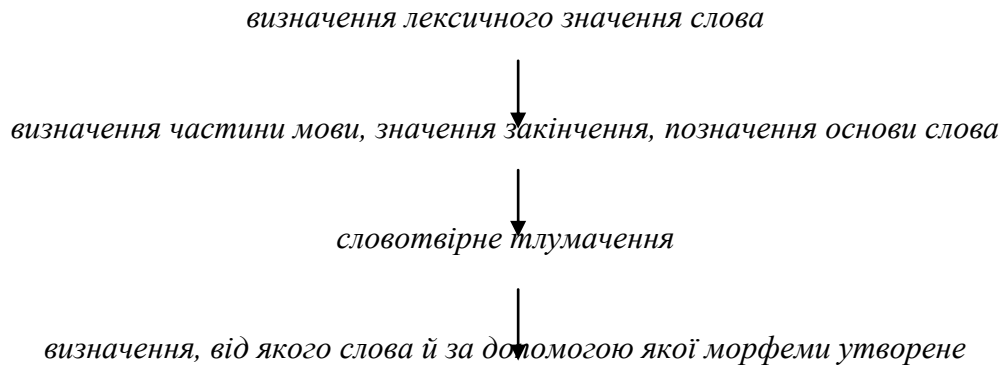 визначення лексичного значення слова
визначення частини мови, значення закінчення, позначення основи слова
словотвірне тлумачення
визначення, від якого слова й за допомогою якої морфеми утворене